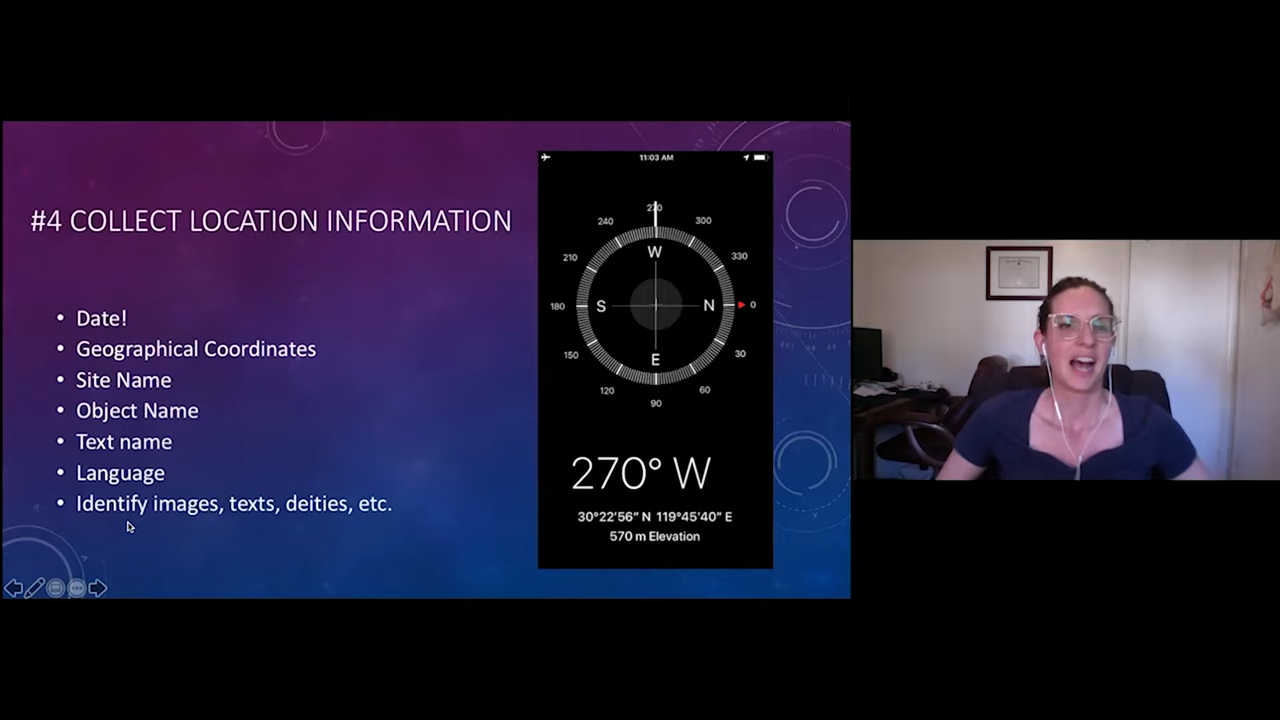 #4 COLLECT LOCATION INFORMATION
• Date!
• Geographical Coordinates
• Site Name
• Object Name
• Text name
• Language
• Identify images, texts, deities, etc.
11:03 AM
240
270
300
210
W
330
180
S
N
0
150
E
30
120
60
90
270° W
30°22’56” N 119°45’40” E
570 m Elevation